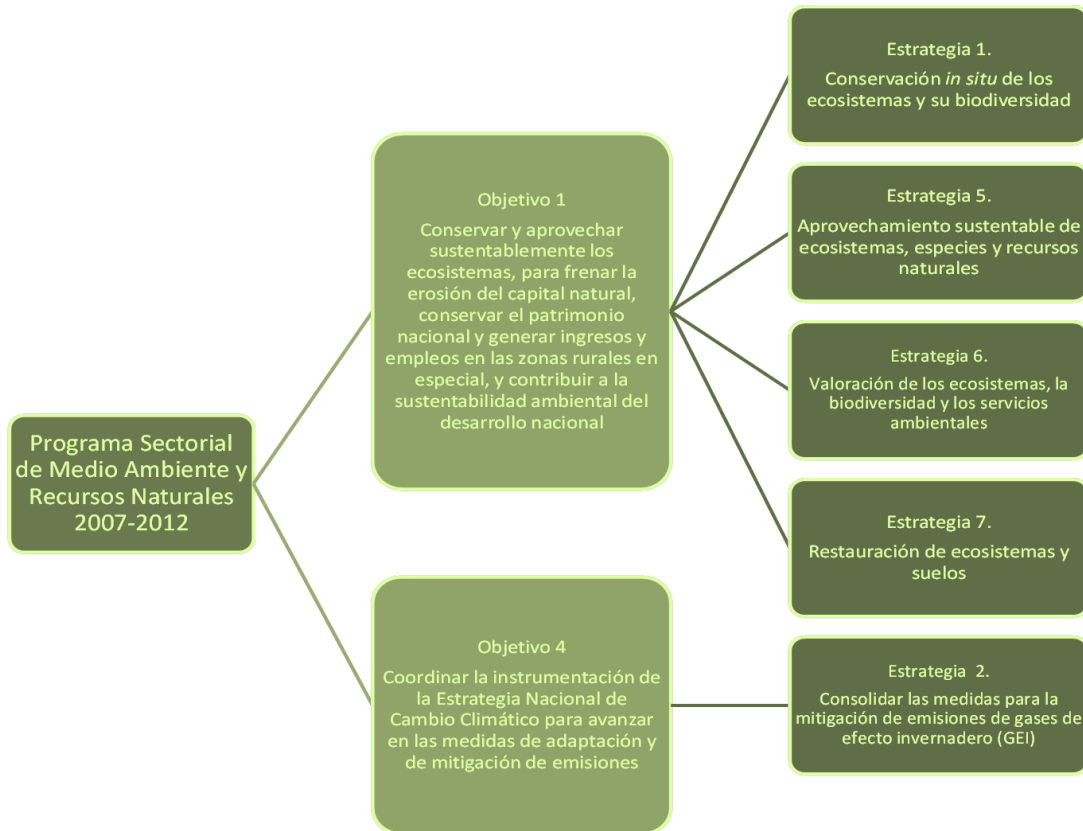 Programa Sectorial
de Medio Ambiente y
Recursos Naturales
2007-2012
Objetivo 1
Conservar y aprovechar
sustentablemente los
ecosistemas, para frenar la
erosión del capital natural,
conservar el patrimonio
nacional y generar ingresos y
empleos en las zonas rurales en
especial, y contribuir a la
sustentabilidad ambiental del
desarrollo nacional
Estrategia 1.
Conservación in situ de los
ecosistemas y su biodiversidad
Estrategia 5.
Aprovechamiento sustentable de
ecosistemas, especies y recursos
naturales
Estrategia 6.
Valoración de los ecosistemas, la
biodiversidad y los servicios
ambientales
Estrategia 7.
Restauración de ecosistemas y
suelos
Objetivo 4
Coordinar la instrumentación de
la Estrategia Nacional de
Cambio Climático para avanzar
en las medidas de adaptación y
de mitigación de emisiones
Estrategia 2.
Consolidar las medidas para la
mitigación de emisiones de gases de
efecto invernadero (GEI)